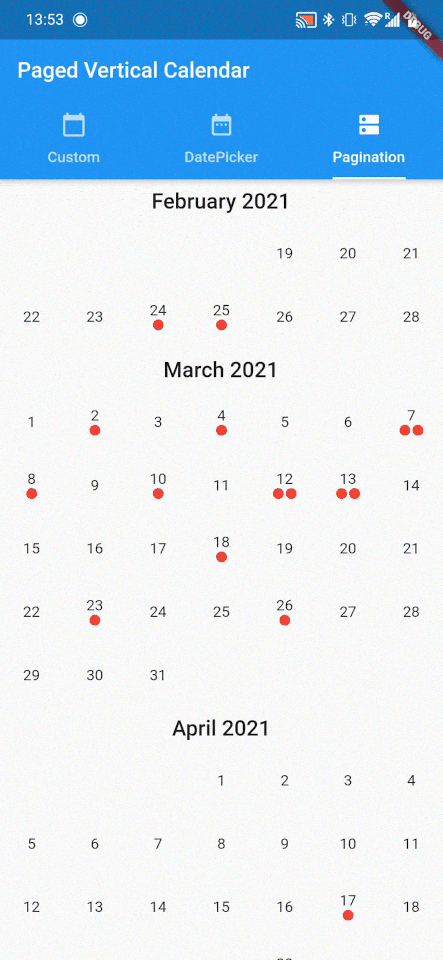 13:53
R
DEBUG
Paged Vertical Calendar
Custom DatePicker Pagination
February 2021
19 20 21
22 23 24 25 26 27 28
March 2021
1 2 3 4 5 6 7
8 9 10 11 12 13 14
15 16 17 18 19 20 21
22 23 24 25 26 27 28
29 30 31
April 2021
1 2 3 4
5 6 7 8 9 10 11
12 13 14 15 16 17 18